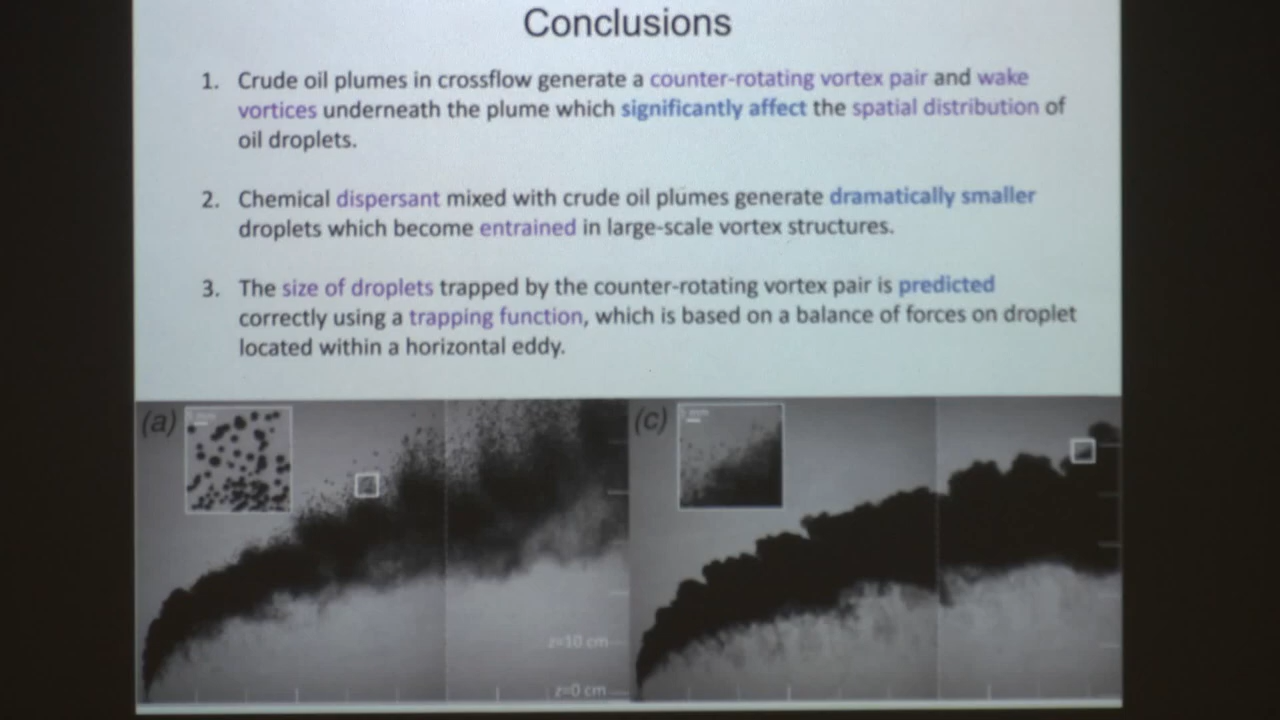 Conclusions
1. Crude oil plumes in crossflow generate a counter-rotating vortex pair and wake
vortices underneath the plume which significantly affect the spatial distribution of
oil droplets.
2. Chemical dispersant mixed with crude oil plumes generate dramatically smaller
droplets which become entrained in large-scale vortex structures.
3. The size of droplets trapped by the counter-rotating vortex pair is predicted
correctly using a trapping function, which is based on a balance of forces on droplet
located within a horizontal eddy.
(a)
(c)
z=10 cm
z=0 cm